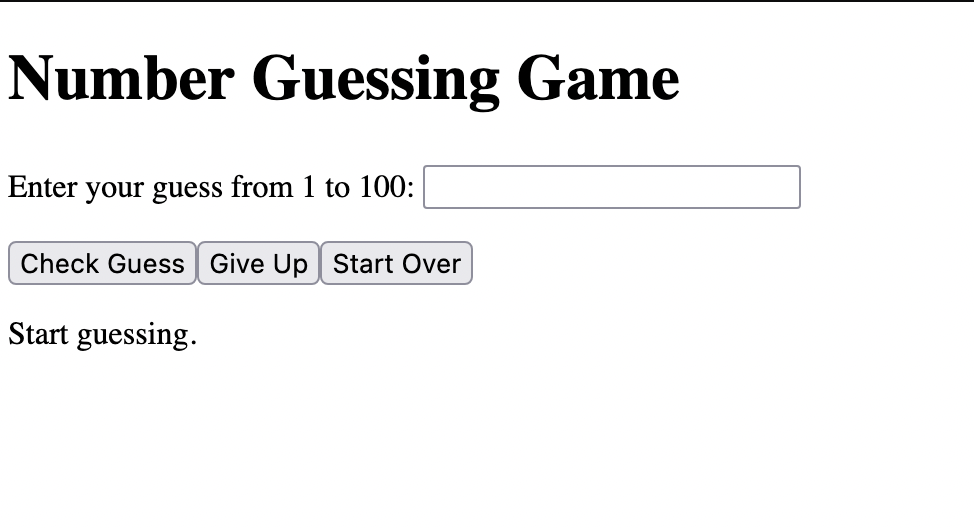 Number Guessing Game
Enter your guess from 1 to 100:
Check Guess Give Up Start Over
Start guessing.